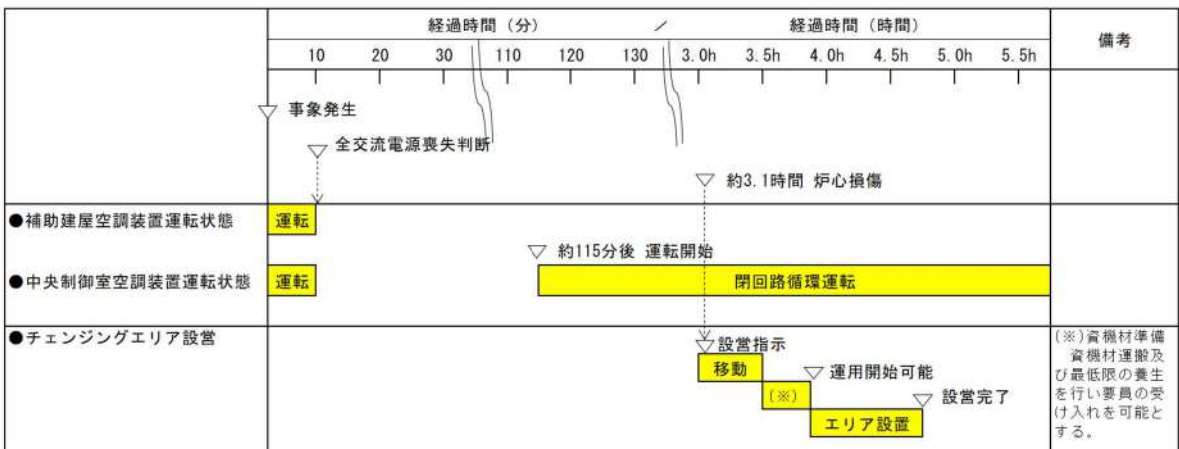 経過時間（分） ／ 経過時間（時間） 備考
10 20 30 110 120 130 3.0h 3.5h 4.0h 4.5h 5.0h 5.5h
▽ 事象発生
▽ 全交流電源喪失判断
▽ 約3.1時間 炉心損傷
●補助建屋空調装置運転状態 運転
▽ 約115分後 運転開始
●中央制御室空調装置運転状態 運転 閉回路循環運転
●チェンジングエリア設営
▽設営指示
移動
▽ 運用開始可能
(※)
▽ 設営完了
エリア設置
(※)資機材準備
資機材運搬及
び最低限の養生
を行い要員の受
け入れを可能と
する。